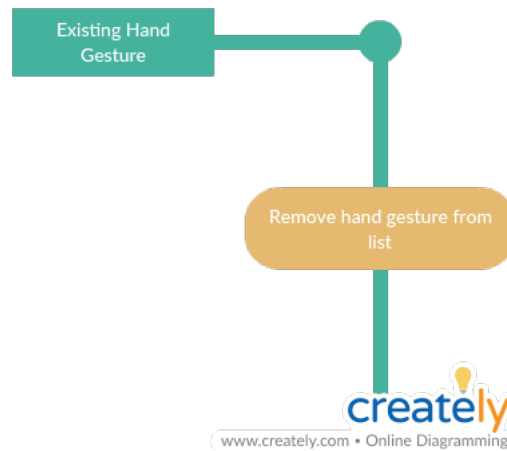 Existing Hand
Gesture
Remove hand gesture from
list
creately
www.creately.com • Online Diagramming